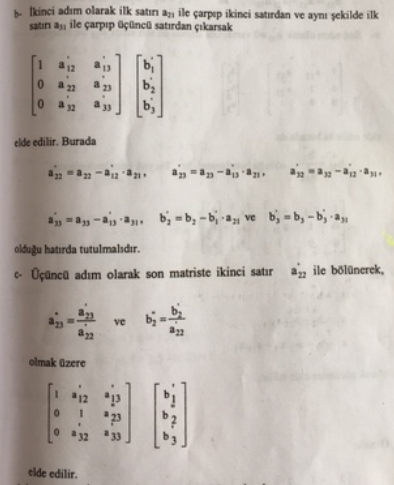 b- İkinci adım olarak ilk satırı a₂₁ ile çarpıp ikinci satırdan ve aynı şekilde ilk
satırı a₃₁ ile çarpıp üçüncü satırdan çıkarsak
[1 a'₁₂ a'₁₃] [b'₁]
[0 a'₂₂ a'₂₃] [b'₂]
[0 a'₃₂ a'₃₃] [b'₃]
elde edilir. Burada
a'₂₂ = a₂₂ – a'₁₂ · a₂₁, a'₂₃ = a₂₃ – a'₁₃ · a₂₁, a'₃₂ = a₃₂ – a'₁₂ · a₃₁,
a'₃₃ = a₃₃ – a'₁₃ · a₃₁, b'₂ = b₂ – b'₁ · a₂₁ ve b'₃ = b₃ – b'₁ · a₃₁
olduğu hatırda tutulmalıdır.
c- Üçüncü adım olarak son matriste ikinci satır a'₂₂ ile bölünerek,
a''₂₃ = a'₂₃ / a'₂₂ ve b''₂ = b'₂ / a'₂₂
olmak üzere
[1 a'₁₂ a'₁₃] [b'₁]
[0 1 a''₂₃] [b''₂]
[0 a'₃₂ a'₃₃] [b'₃]
elde edilir.